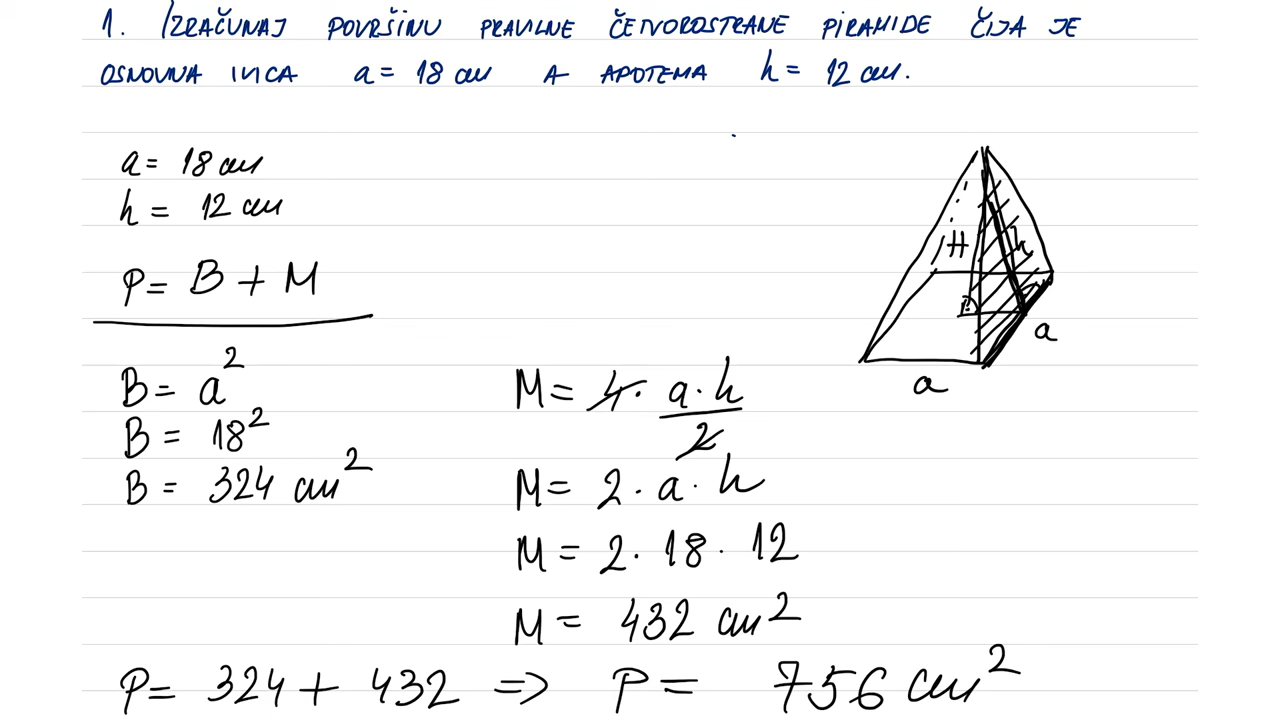 1. IZRAČUNAJ POVRŠINU PRAVILNE ČETVOROSTRANE PIRAMIDE ČIJA JE
OSNOVNA IVICA a = 18 cm A APOTEMA h = 12 cm.
a = 18 cm
h = 12 cm
P = B + M
B = a²
B = 18²
B = 324 cm²
M = 4 · a · h / 2
M = 2 · a · h
M = 2 · 18 · 12
M = 432 cm²
P = 324 + 432 => P = 756 cm²
H
h
a
a